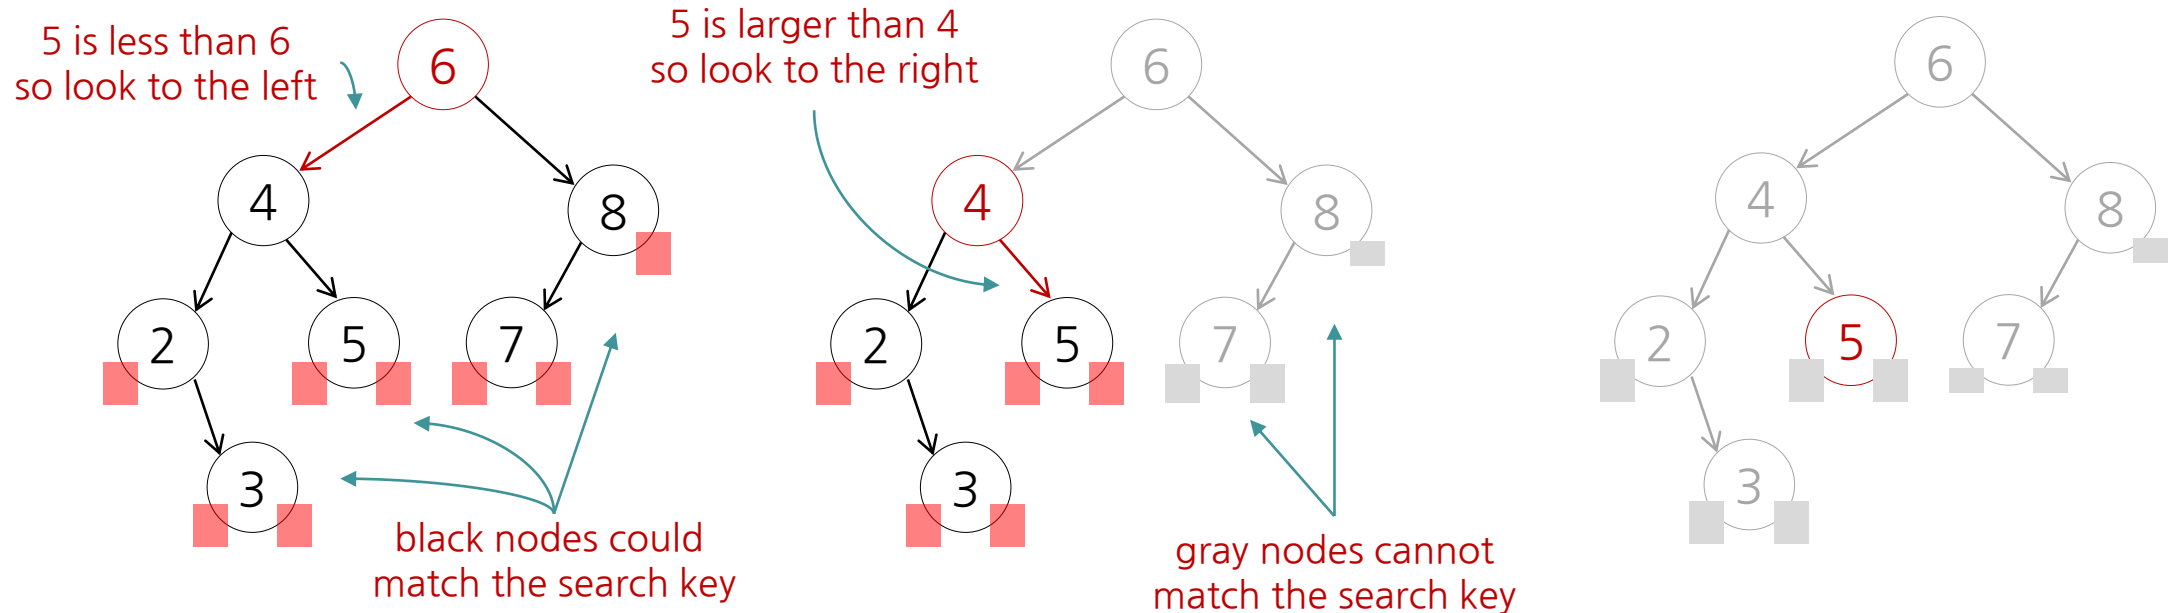 5 is less than 6
so look to the left
6
4
8
2
5
7
3
black nodes could
match the search key
5 is larger than 4
so look to the right
6
4
8
2
5
7
3
gray nodes cannot
match the search key
6
4
8
2
5
7
3